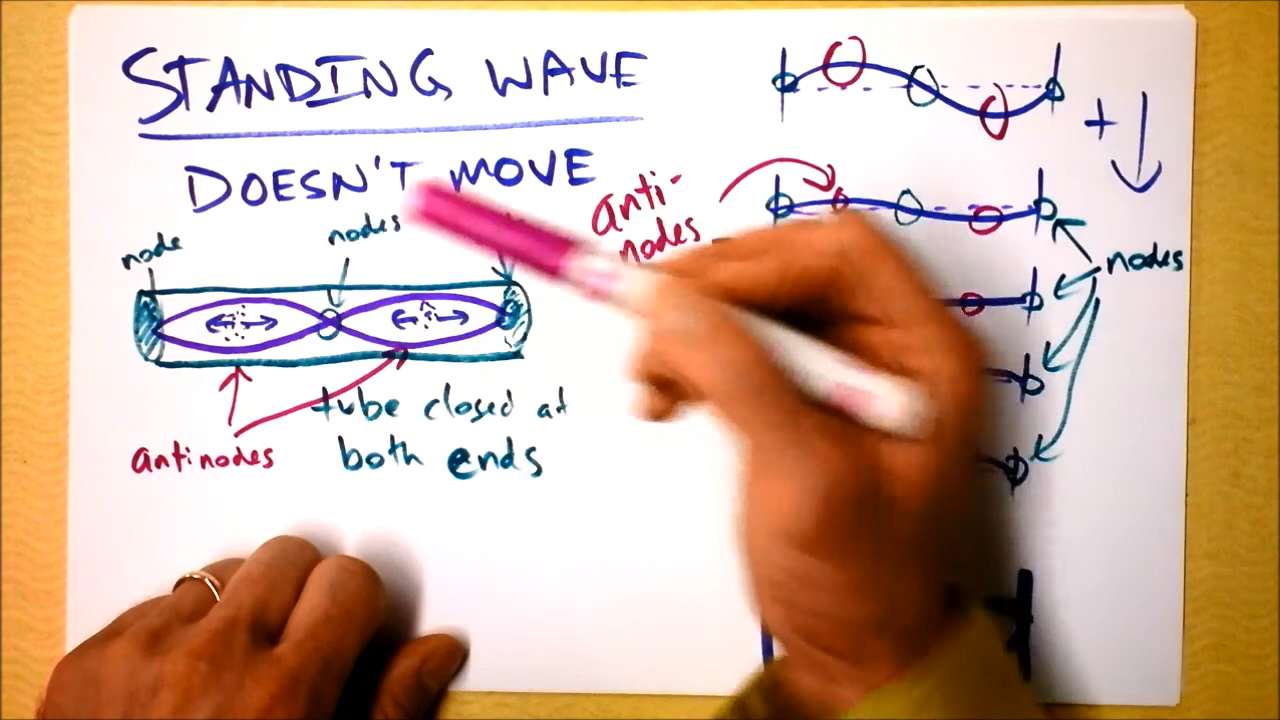 STANDING WAVE
DOESN'T MOVE
node
nodes
tube closed at
both ends
antinodes
anti-
nodes
+
nodes